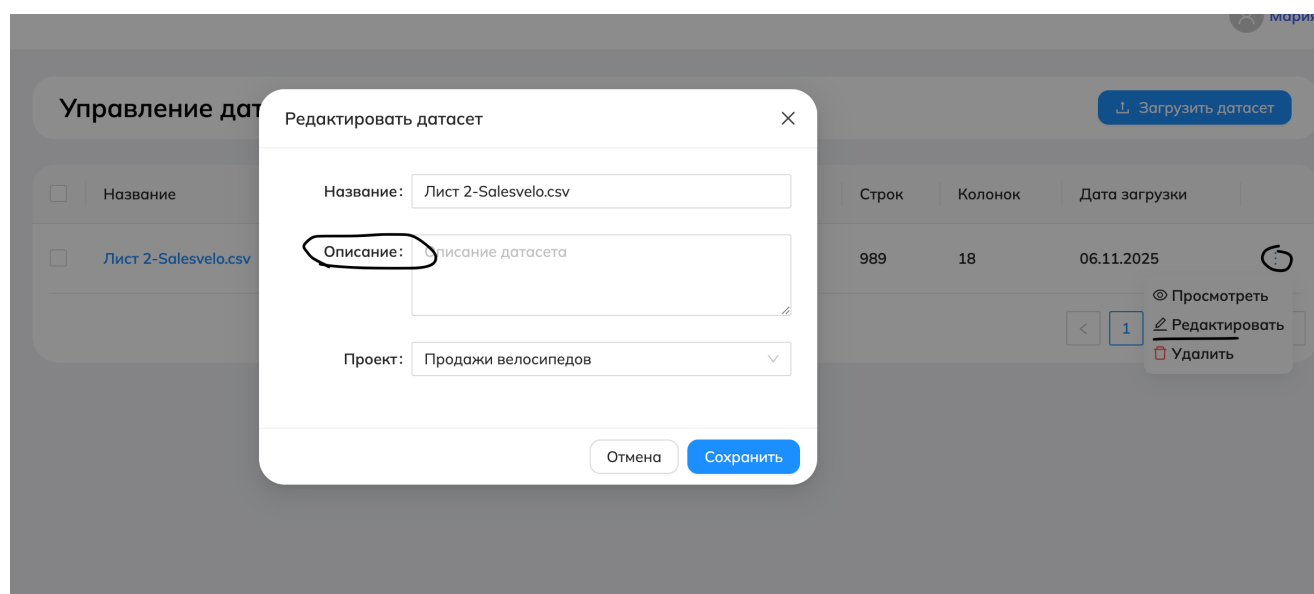 Мария
Управление дат
Загрузить датасет
Редактировать датасет
Название:
Лист 2-Salesvelo.csv
Описание:
Описание датасета
Проект:
Продажи велосипедов
Отмена
Сохранить
Название
Строк
Колонок
Дата загрузки
Лист 2-Salesvelo.csv
989
18
06.11.2025
Просмотреть
< 1
Редактировать
Удалить